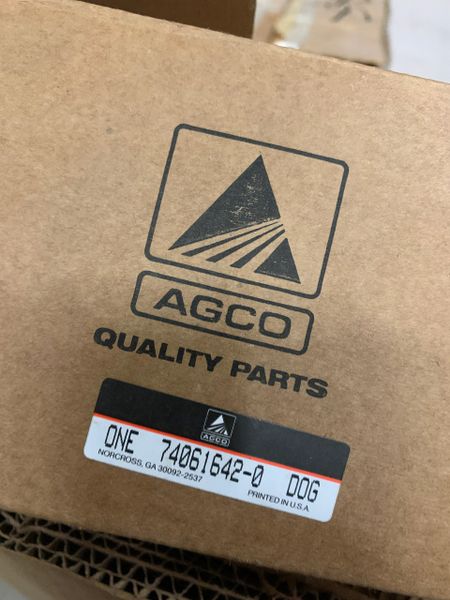 AGCO
QUALITY PARTS
AGCO
ONE 74061642-0 DOG
NORCROSS, GA 30092-2537
PRINTED IN U.S.A